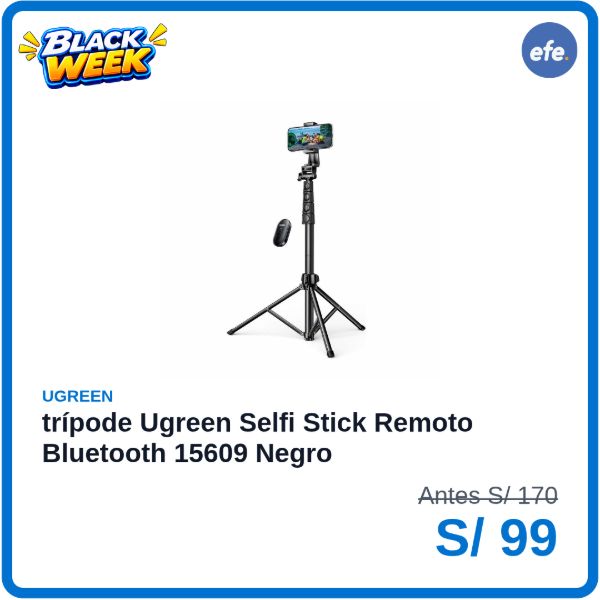 BLACK
WEEK
efe.
UGREEN
trípode Ugreen Selfi Stick Remoto
Bluetooth 15609 Negro
Antes S/ 170
S/ 99